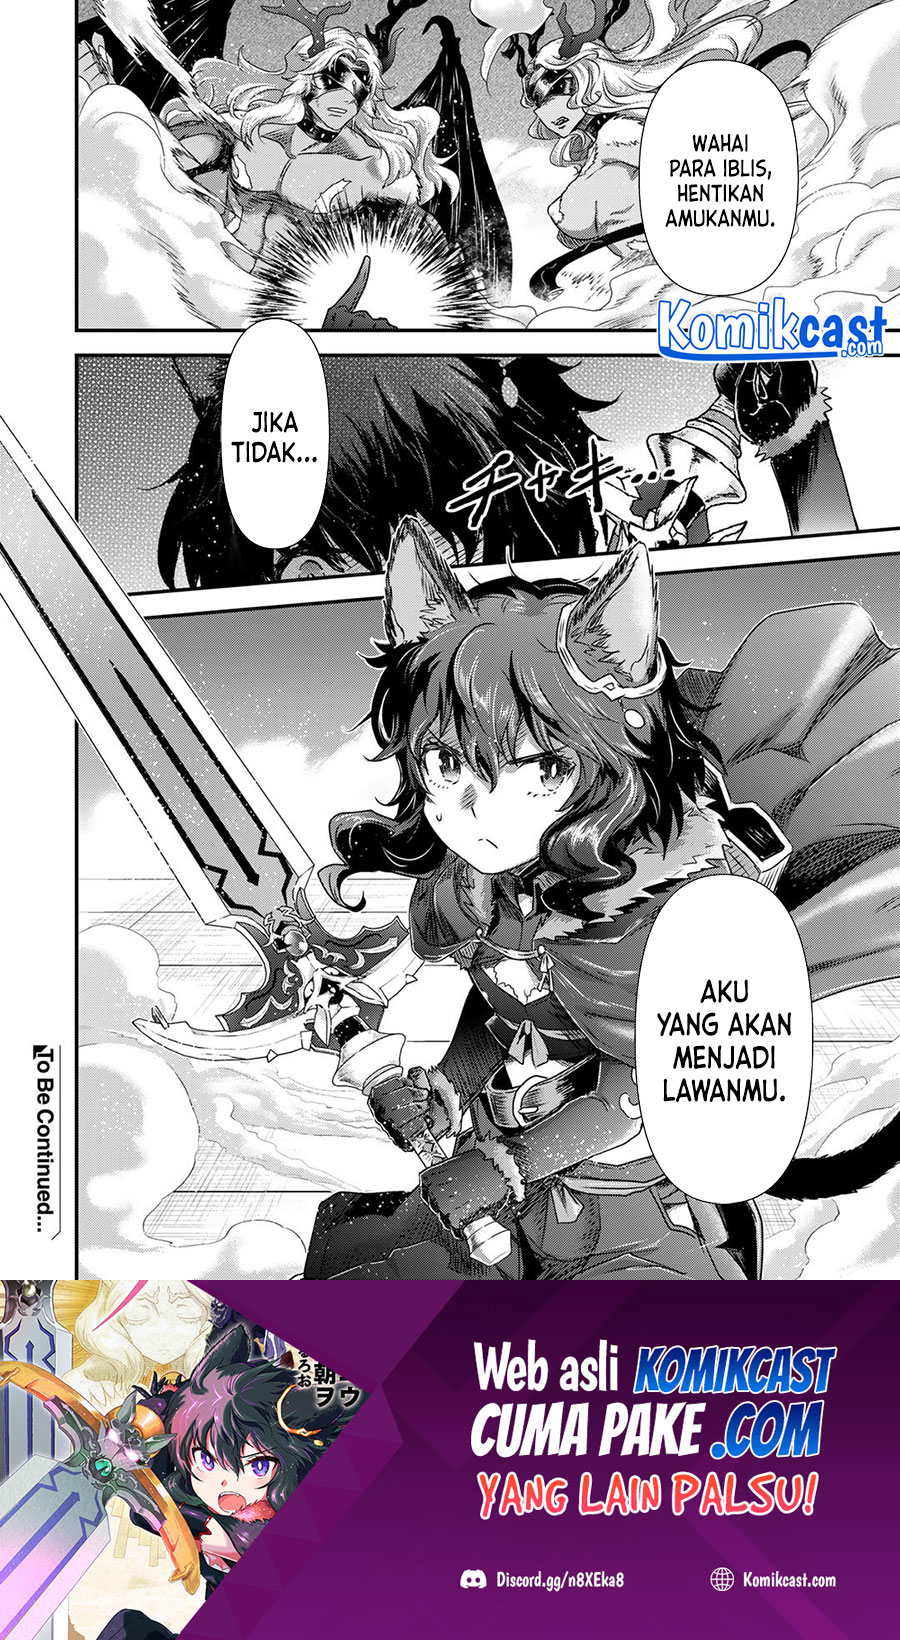 WAHAI
PARA IBLIS,
HENTIKAN
AMUKANMU.
Komikcast
.com
JIKA
TIDAK...
チャキ...
AKU
YANG AKAN
MENJADI
LAWANMU.
To Be Continued...
Web asli KOMIKCAST
CUMA PAKE .COM
YANG LAIN PALSU!
Discord.gg/n8XEka8
Komikcast.com